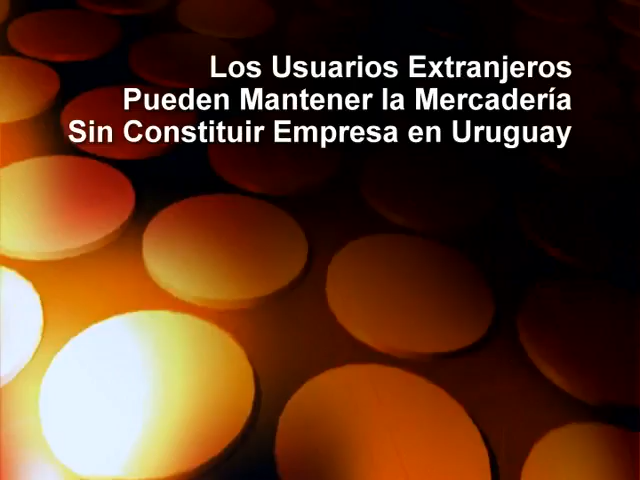 Los Usuarios Extranjeros
Pueden Mantener la Mercadería
Sin Constituir Empresa en Uruguay